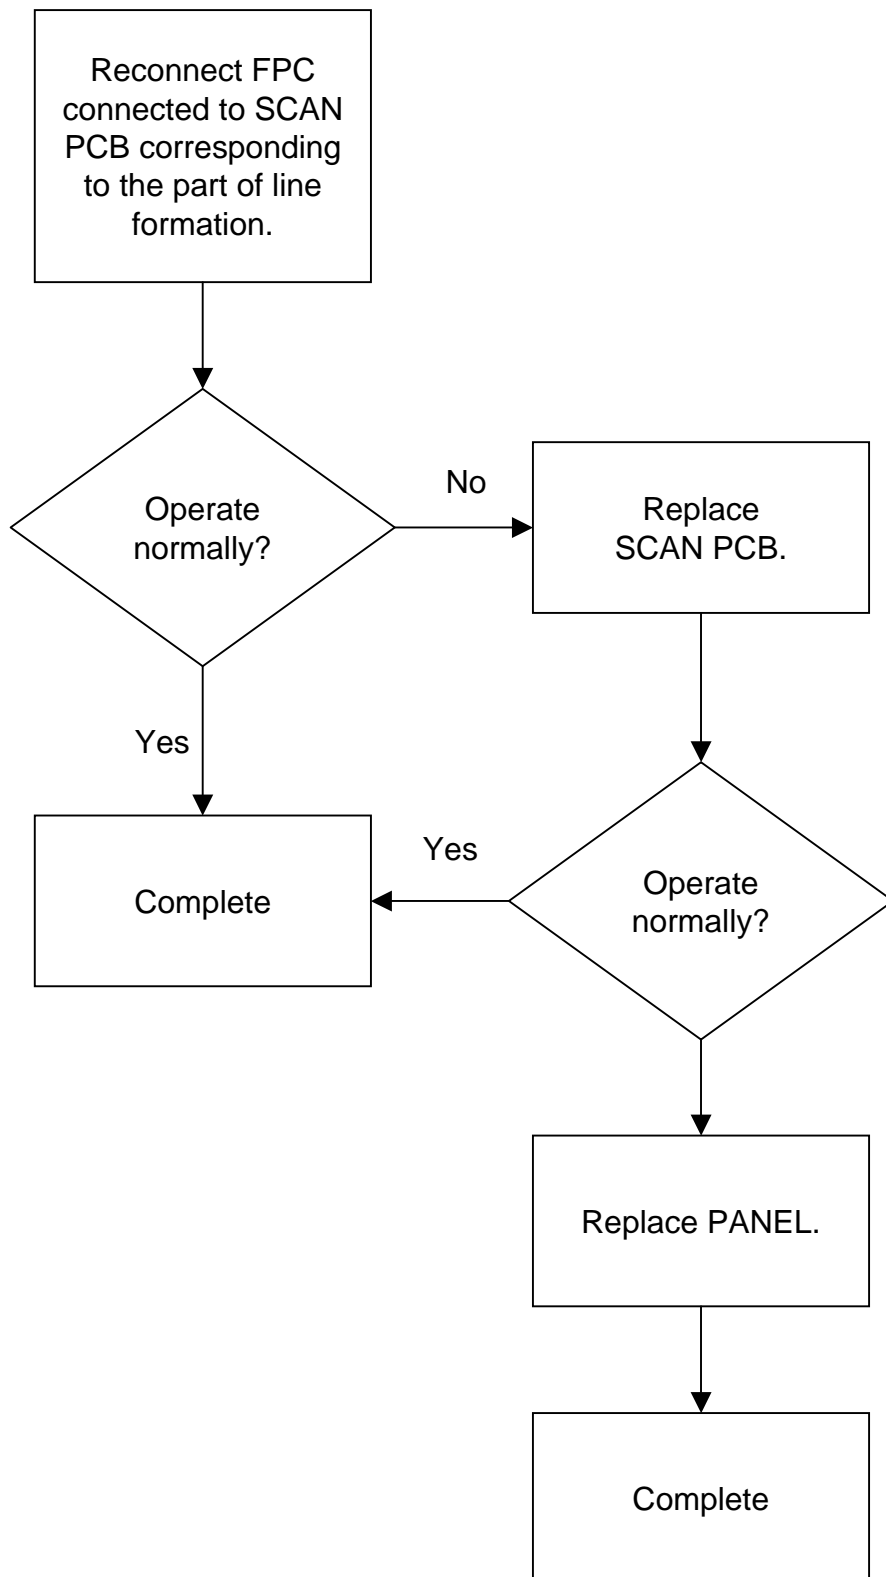 Reconnect FPC
connected to SCAN
PCB corresponding
to the part of line
formation.
Operate
normally?
No
Replace
SCAN PCB.
Yes
Complete
Yes
Operate
normally?
Replace PANEL.
Complete